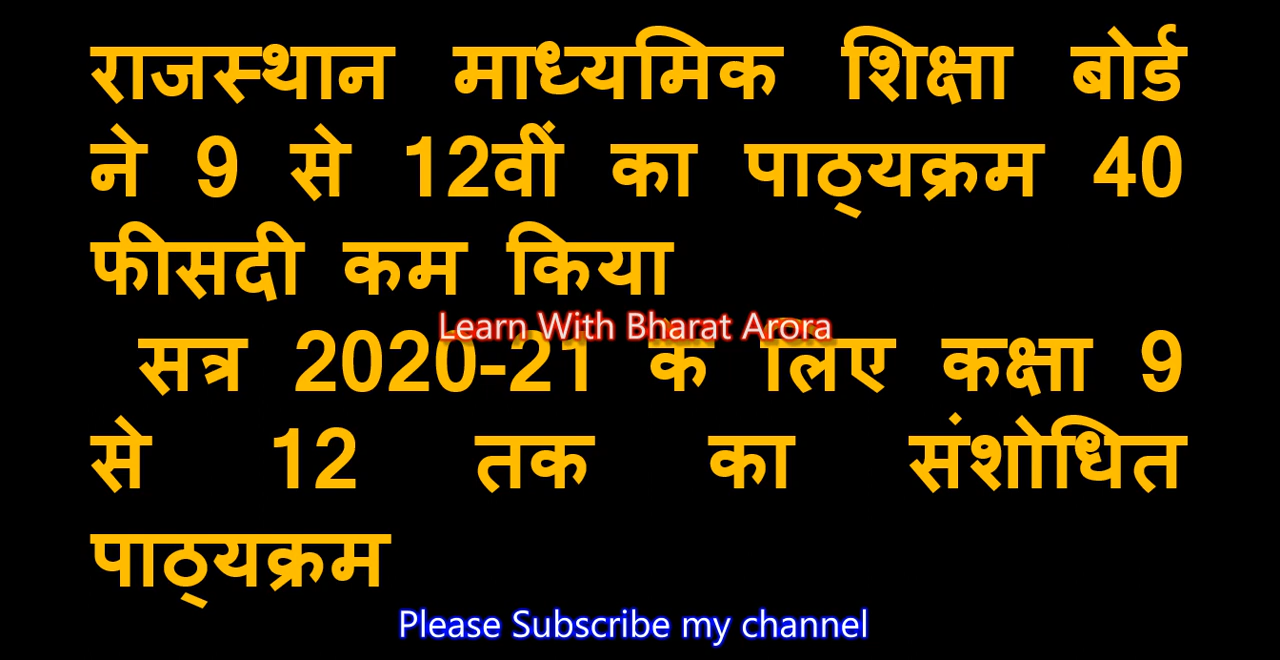 राजस्थान माध्यमिक शिक्षा बोर्ड
ने 9 से 12वीं का पाठ्यक्रम 40
फीसदी कम किया
Learn With Bharat Arora
सत्र 2020-21 के लिए कक्षा 9
से 12 तक का संशोधित
पाठ्यक्रम
Please Subscribe my channel